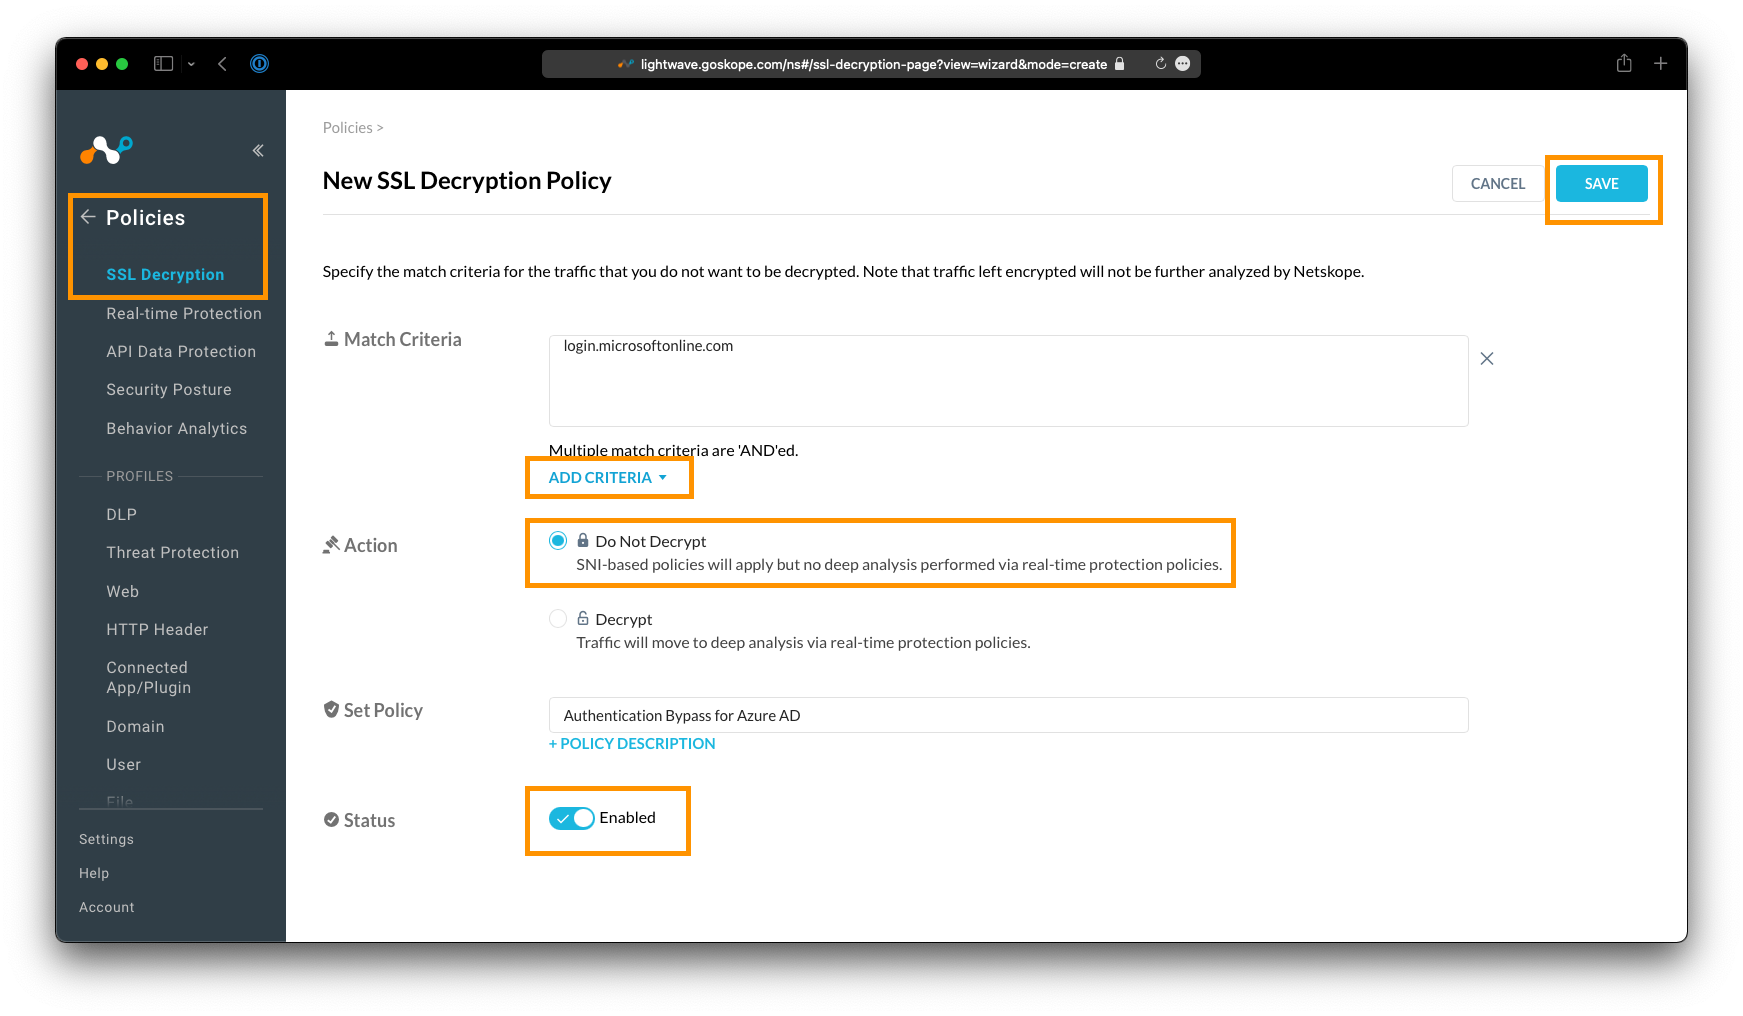 lightwave.goskope.com/ns#/ssl-decryption-page?view=wizard&mode=create
Policies
SSL Decryption
Real-time Protection
API Data Protection
Security Posture
Behavior Analytics
PROFILES
DLP
Threat Protection
Web
HTTP Header
Connected
App/Plugin
Domain
User
File
Settings
Help
Account
Policies >
New SSL Decryption Policy
CANCEL
SAVE
Specify the match criteria for the traffic that you do not want to be decrypted. Note that traffic left encrypted will not be further analyzed by Netskope.
Match Criteria
login.microsoftonline.com
Multiple match criteria are 'AND'ed.
ADD CRITERIA
Action
Do Not Decrypt
SNI-based policies will apply but no deep analysis performed via real-time protection policies.
Decrypt
Traffic will move to deep analysis via real-time protection policies.
Set Policy
Authentication Bypass for Azure AD
+ POLICY DESCRIPTION
Status
Enabled